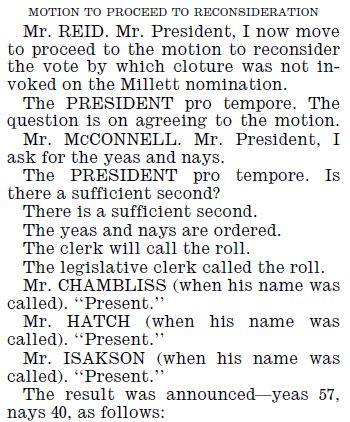 MOTION TO PROCEED TO RECONSIDERATION
Mr. REID. Mr. President, I now move
to proceed to the motion to reconsider
the vote by which cloture was not in-
voked on the Millett nomination.
The PRESIDENT pro tempore. The
question is on agreeing to the motion.
Mr. MCCONNELL. Mr. President, I
ask for the yeas and nays.
The PRESIDENT pro tempore. Is
there a sufficient second?
There is a sufficient second.
The yeas and nays are ordered.
The clerk will call the roll.
The legislative clerk called the roll.
Mr. CHAMBLISS (when his name was
called). ‘‘Present.’’
Mr. HATCH (when his name was
called). ‘‘Present.’’
Mr. ISAKSON (when his name was
called). ‘‘Present.’’
The result was announced—yeas 57,
nays 40, as follows: